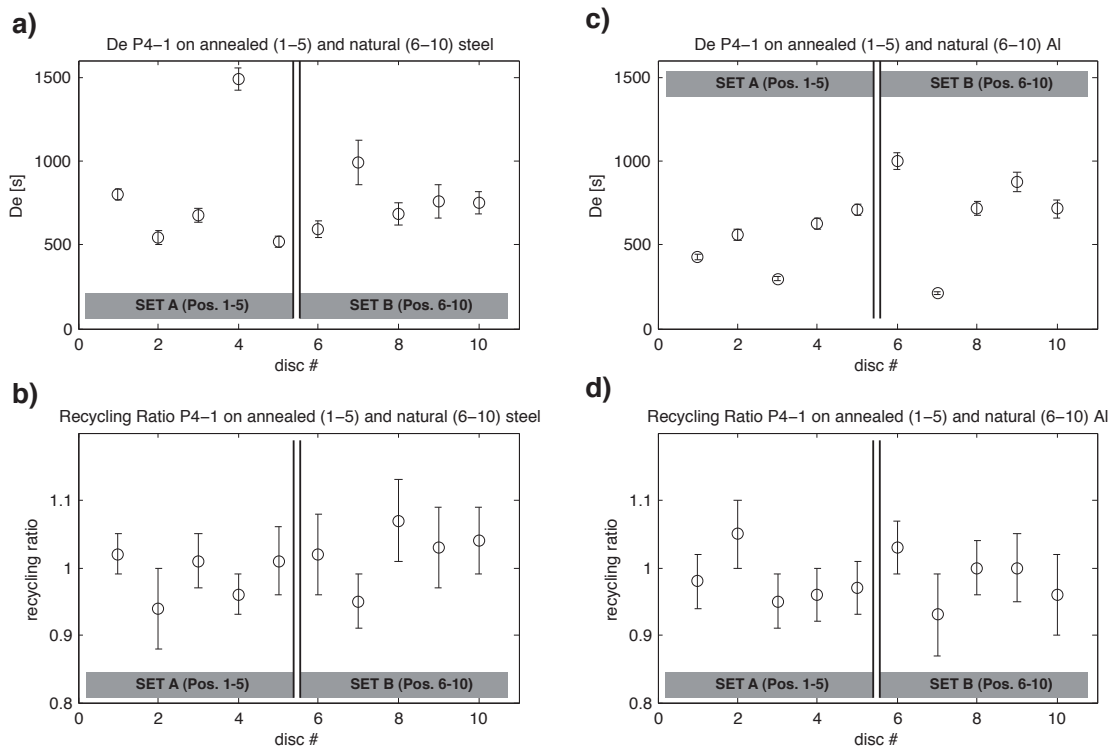 a)
De P4−1 on annealed (1−5) and natural (6−10) steel
1500
1000
500
0
De [s]
SET A (Pos. 1-5)
SET B (Pos. 6-10)
0 2 4 6 8 10
disc #
c)
De P4−1 on annealed (1−5) and natural (6−10) Al
1500
1000
500
0
De [s]
SET A (Pos. 1-5)
SET B (Pos. 6-10)
0 2 4 6 8 10
disc #
b)
Recycling Ratio P4−1 on annealed (1−5) and natural (6−10) steel
1.1
1
0.9
0.8
recycling ratio
SET A (Pos. 1-5)
SET B (Pos. 6-10)
0 2 4 6 8 10
disc #
d)
Recycling Ratio P4−1 on annealed (1−5) and natural (6−10) Al
1.1
1
0.9
0.8
recycling ratio
SET A (Pos. 1-5)
SET B (Pos. 6-10)
0 2 4 6 8 10
disc #